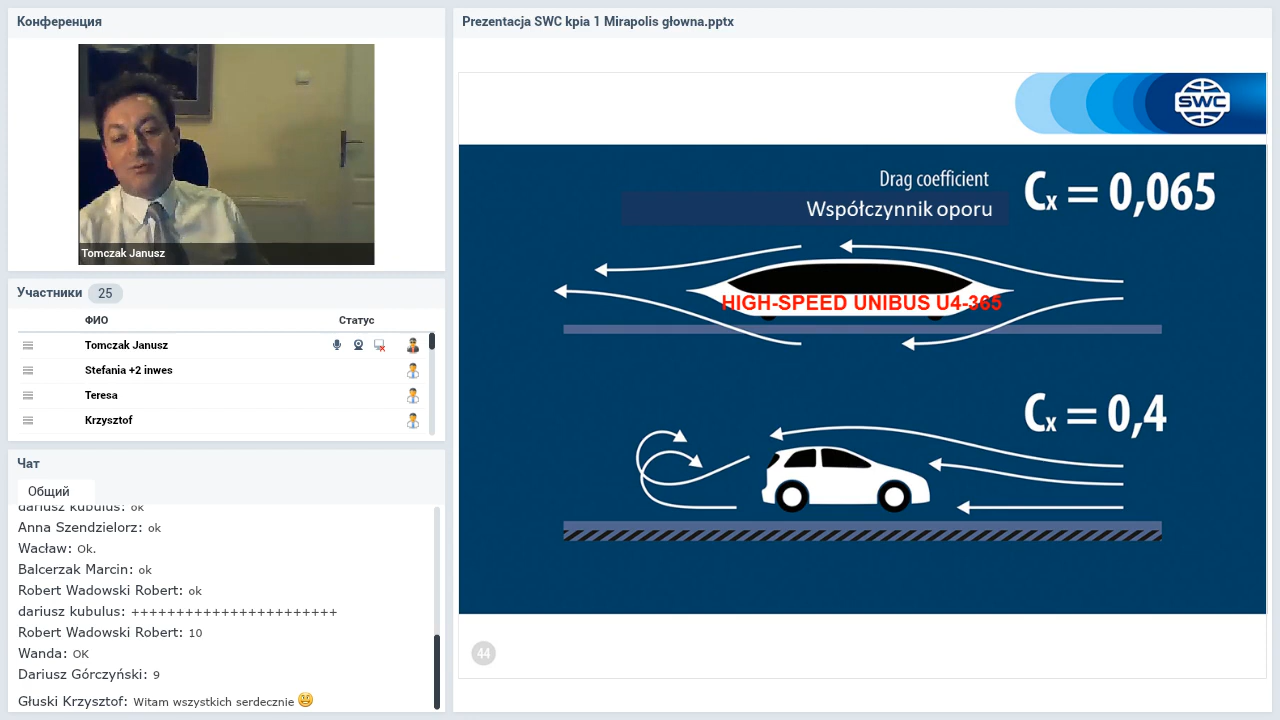 Конференция
Tomczak Janusz
Участники 25
ФИО Статус
Tomczak Janusz
Stefania +2 inwes
Teresa
Krzysztof
Чат
Общий
dariusz kubulus: ok
Anna Szendzielorz: ok
Wacław: Ok.
Balcerzak Marcin: ok
Robert Wadowski Robert: ok
dariusz kubulus: +++++++++++++++++++++++
Robert Wadowski Robert: 10
Wanda: OK
Dariusz Górczyński: 9
Głuski Krzysztof: Witam wszystkich serdecznie
Prezentacja SWC kpia 1 Mirapolis głowna.pptx
SWC
Drag coefficient
Współczynnik oporu
Cx = 0,065
HIGH-SPEED UNIBUS U4-365
Cx = 0,4
44